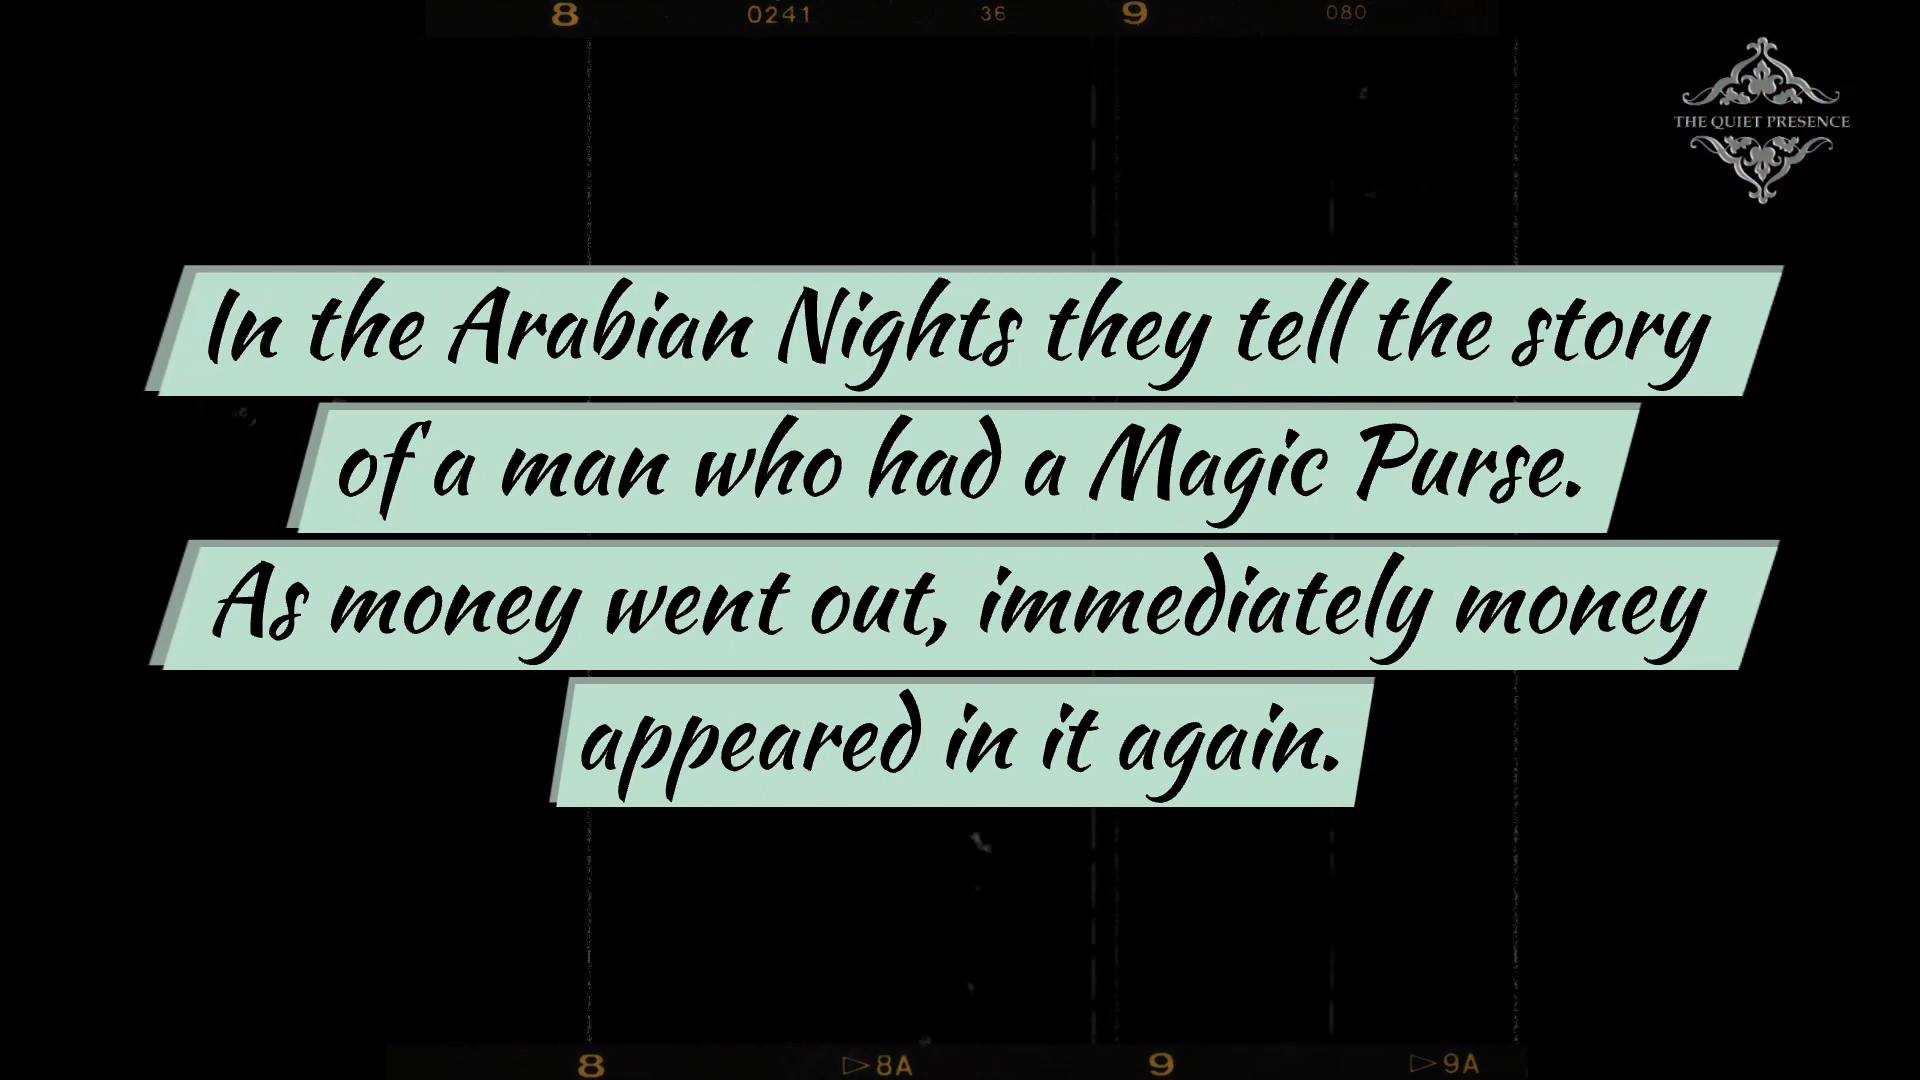 8 0241 36 9 080
THE QUIET PRESENCE
In the Arabian Nights they tell the story
of a man who had a Magic Purse.
As money went out, immediately money
appeared in it again.
8 ▷8A 9 ▷9A